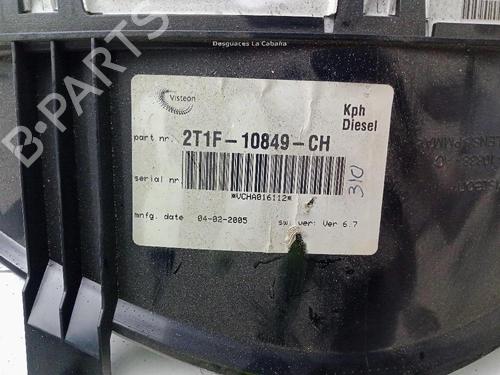 Desguaces La Cabaña
Visteon
Kph
Diesel
part nr. 2T1F-10849-CH
serial nr
*VCHA016112*
310
mnfg. date 04-02-2005 sw. ver: Ver 6.7